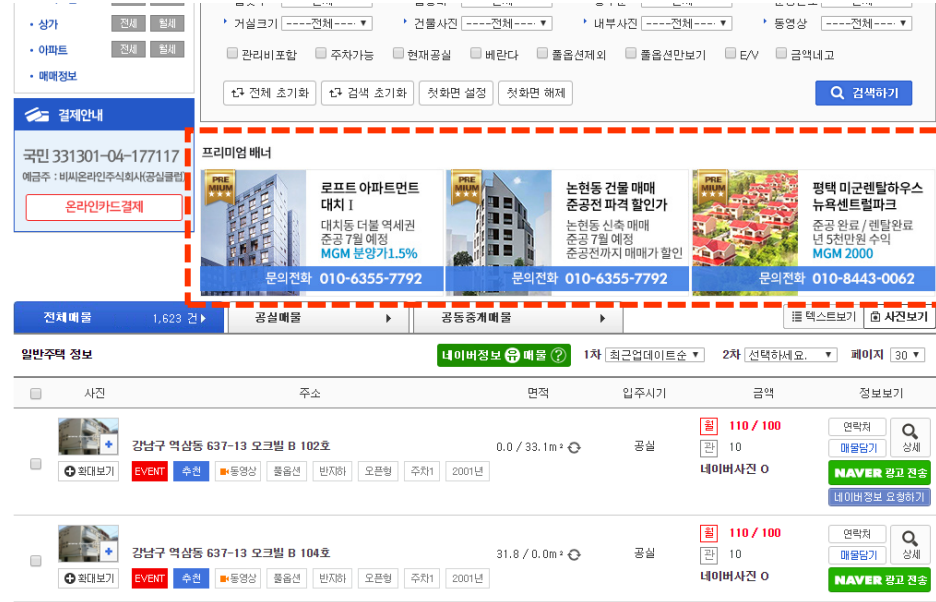 상가 전세 월세
아파트 전세 월세
매매정보
거실크기 ----전체---- 건물사진 ----전체---- 내부사진 ----전체---- 동영상 ----전체----
관리비포함 주차가능 현재공실 베란다 풀옵션제외 풀옵션만보기 E/V 금액네고
전체 초기화 검색 초기화 첫화면 설정 첫화면 해제 검색하기
결제안내
국민 331301-04-177117
예금주 : 비씨온라인주식회사(공실클럽)
온라인카드결제
프리미엄 배너
PRE
MIUM
로프트 아파트먼트
대치 I
대치동 더블 역세권
준공 7월 예정
MGM 분양가1.5%
문의전화 010-6355-7792
PRE
MIUM
논현동 건물 매매
준공전 파격 할인가
논현동 신축 매매
준공 7월 예정
준공전까지 매매가 할인
문의전화 010-6355-7792
PRE
MIUM
평택 미군렌탈하우스
뉴욕센트럴파크
준공 완료 / 렌탈완료
년 5천만원 수익
MGM 2000
문의전화 010-8443-0062
전체매물 1,623 건 공실매물 공동중개매물 텍스트보기 사진보기
일반주택 정보 네이버정보 매물 ? 1차 최근업데이트순 2차 선택하세요. 페이지 30
사진 주소 면적 입주시기 금액 정보보기
강남구 역삼동 637-13 오크빌 B 102호 0.0 / 33.1m² 공실 월 110 / 100 연락처 상세
관 10 매물담기
확대보기 EVENT 추천 동영상 풀옵션 반지하 오픈형 주차1 2001년 네이버사진 O NAVER 광고 전송
네이버정보 요청하기
강남구 역삼동 637-13 오크빌 B 104호 31.8 / 0.0m² 공실 월 110 / 100 연락처 상세
관 10 매물담기
확대보기 EVENT 추천 동영상 풀옵션 반지하 오픈형 주차1 2001년 네이버사진 O NAVER 광고 전송